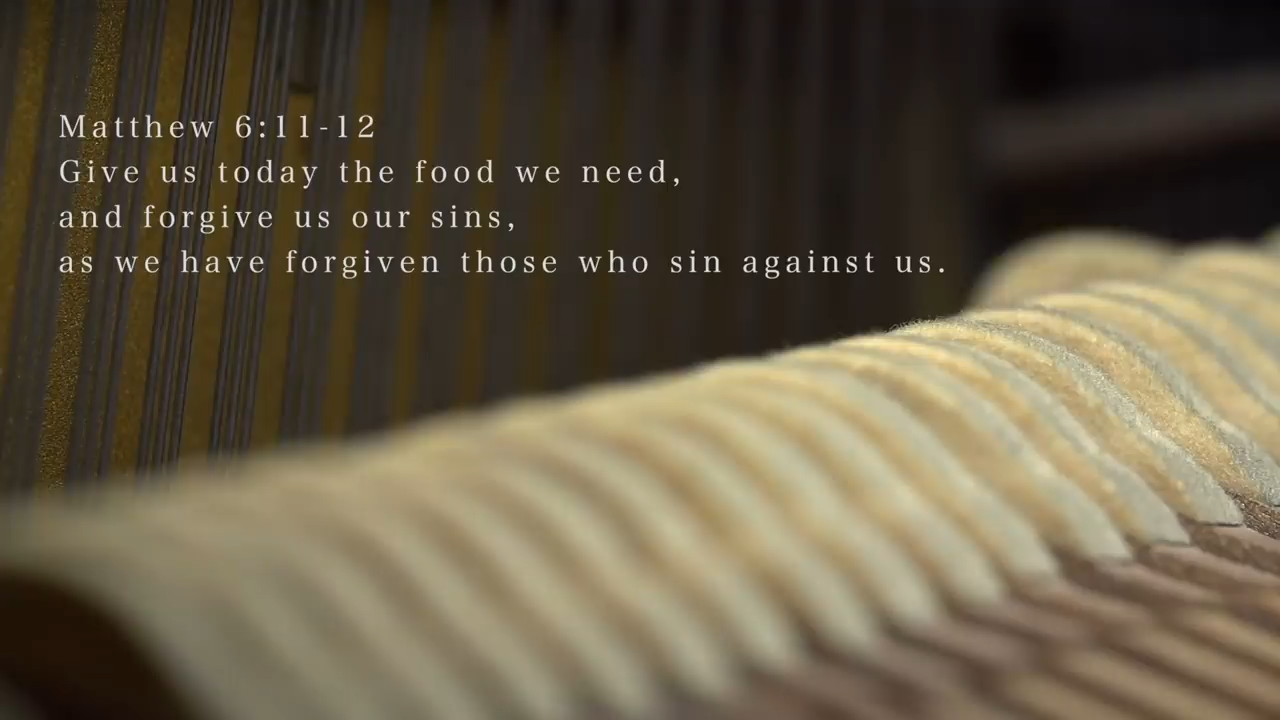 Matthew 6:11-12
Give us today the food we need,
and forgive us our sins,
as we have forgiven those who sin against us.